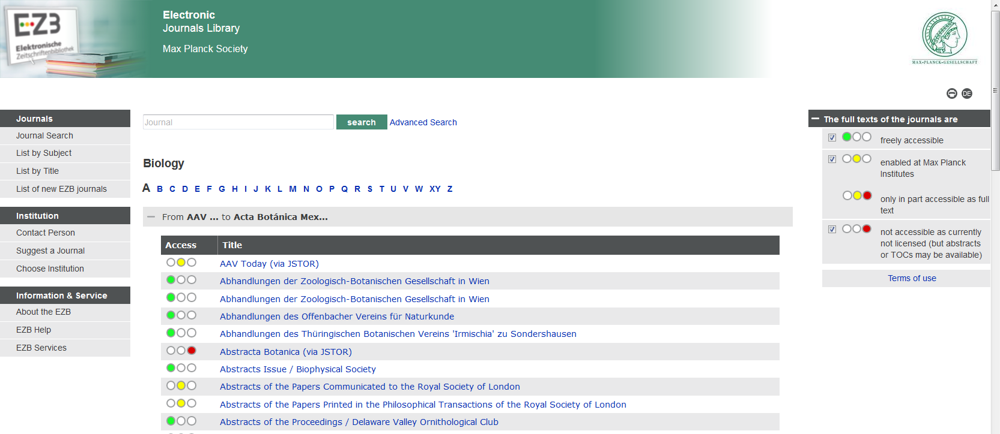 EZB
Elektronische
Zeitschriftenbibliothek
Electronic
Journals Library
Max Planck Society
MAX-PLANCK-GESELLSCHAFT
DE
Journals
Journal Search
List by Subject
List by Title
List of new EZB journals
Institution
Contact Person
Suggest a Journal
Choose Institution
Information & Service
About the EZB
EZB Help
EZB Services
Journal
search
Advanced Search
Biology
A B C D E F G H I J K L M N O P Q R S T U V W XY Z
From AAV ... to Acta Botánica Mex...
Access Title
AAV Today (via JSTOR)
Abhandlungen der Zoologisch-Botanischen Gesellschaft in Wien
Abhandlungen der Zoologisch-Botanischen Gesellschaft in Wien
Abhandlungen des Offenbacher Vereins für Naturkunde
Abhandlungen des Thüringischen Botanischen Vereins 'Irmischia' zu Sondershausen
Abstracta Botanica (via JSTOR)
Abstracts Issue / Biophysical Society
Abstracts of the Papers Communicated to the Royal Society of London
Abstracts of the Papers Printed in the Philosophical Transactions of the Royal Society of London
Abstracts of the Proceedings / Delaware Valley Ornithological Club
The full texts of the journals are
freely accessible
enabled at Max Planck
Institutes
only in part accessible as full
text
not accessible as currently
not licensed (but abstracts
or TOCs may be available)
Terms of use